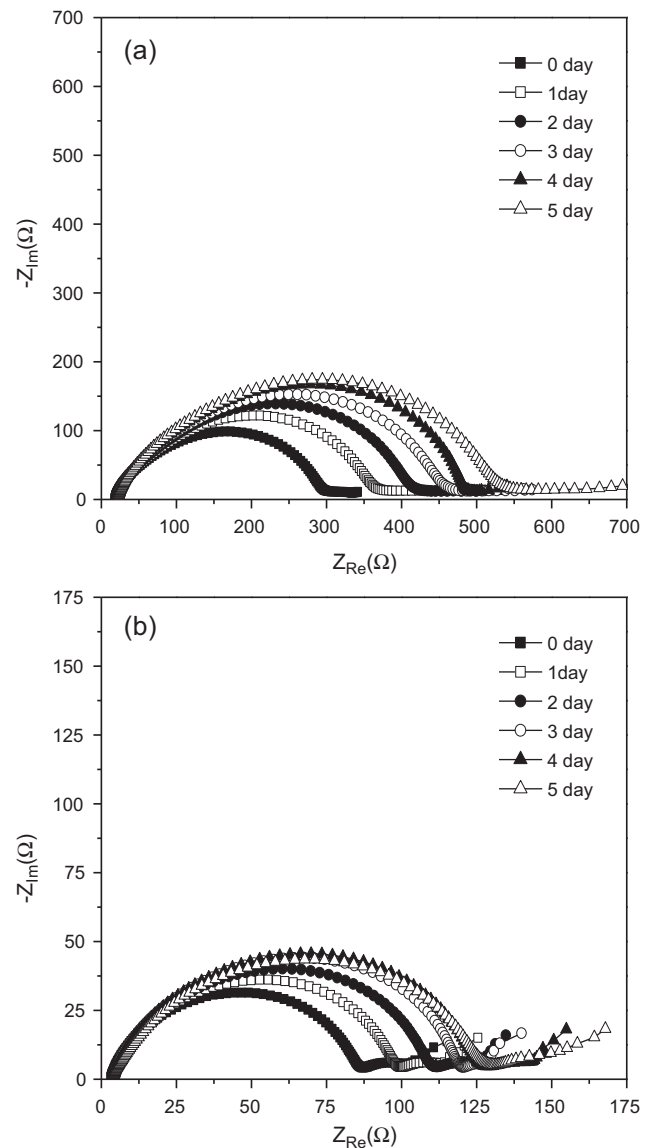 (a)
0 day
1day
2 day
3 day
4 day
5 day
700
600
500
400
300
200
100
0
-Z_Im(Ω)
0 100 200 300 400 500 600 700
Z_Re(Ω)
(b)
0 day
1day
2 day
3 day
4 day
5 day
175
150
125
100
75
50
25
0
-Z_Im(Ω)
0 25 50 75 100 125 150 175
Z_Re(Ω)